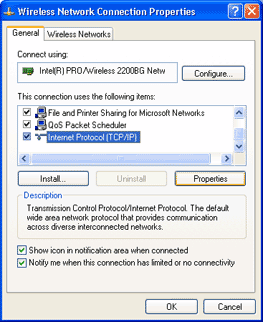 Wireless Network Connection Properties
General
Wireless Networks
Connect using:
Intel(R) PRO/Wireless 2200BG Netw
Configure...
This connection uses the following items:
File and Printer Sharing for Microsoft Networks
QoS Packet Scheduler
Internet Protocol (TCP/IP)
Install...
Uninstall
Properties
Description
Transmission Control Protocol/Internet Protocol. The default
wide area network protocol that provides communication
across diverse interconnected networks.
Show icon in notification area when connected
Notify me when this connection has limited or no connectivity
OK
Cancel